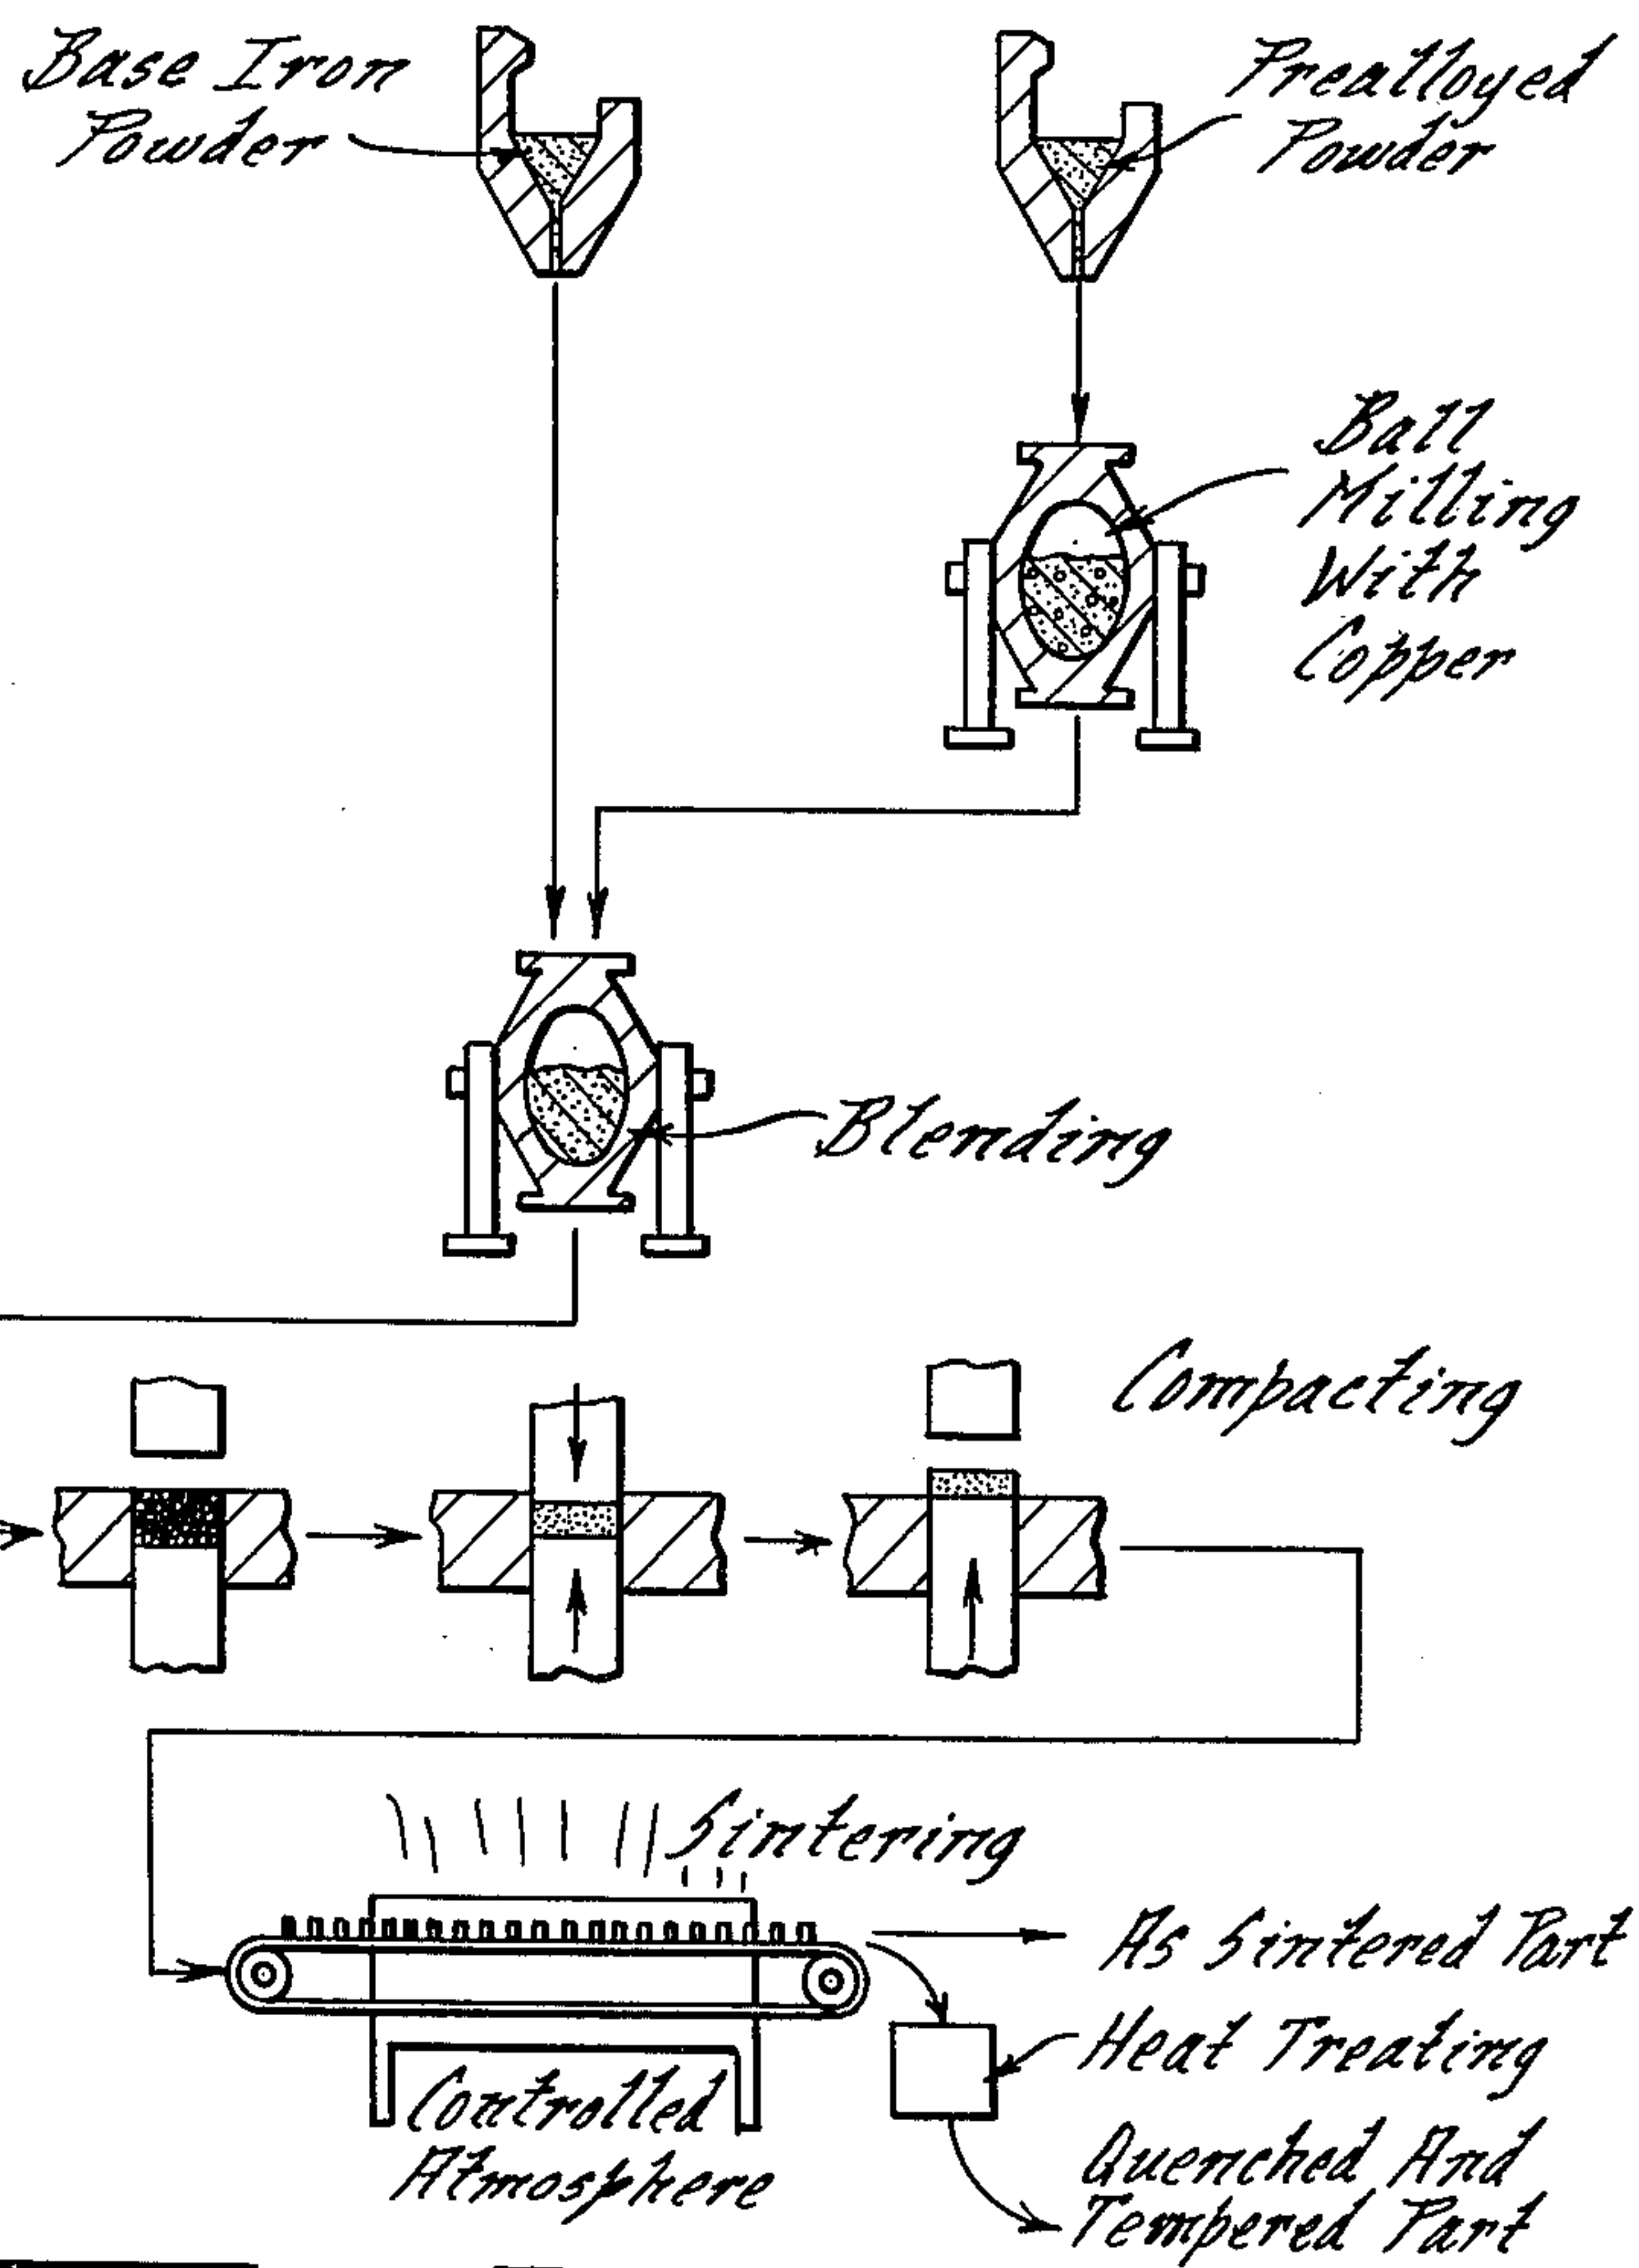 Base Iron
Powder
Prealloyed
Powder
Ball
Milling
With
Copper
Blending
Compacting
Sintering
As Sintered Part
Heat Treating
Controlled
Atmosphere
Quenched And
Tempered Part